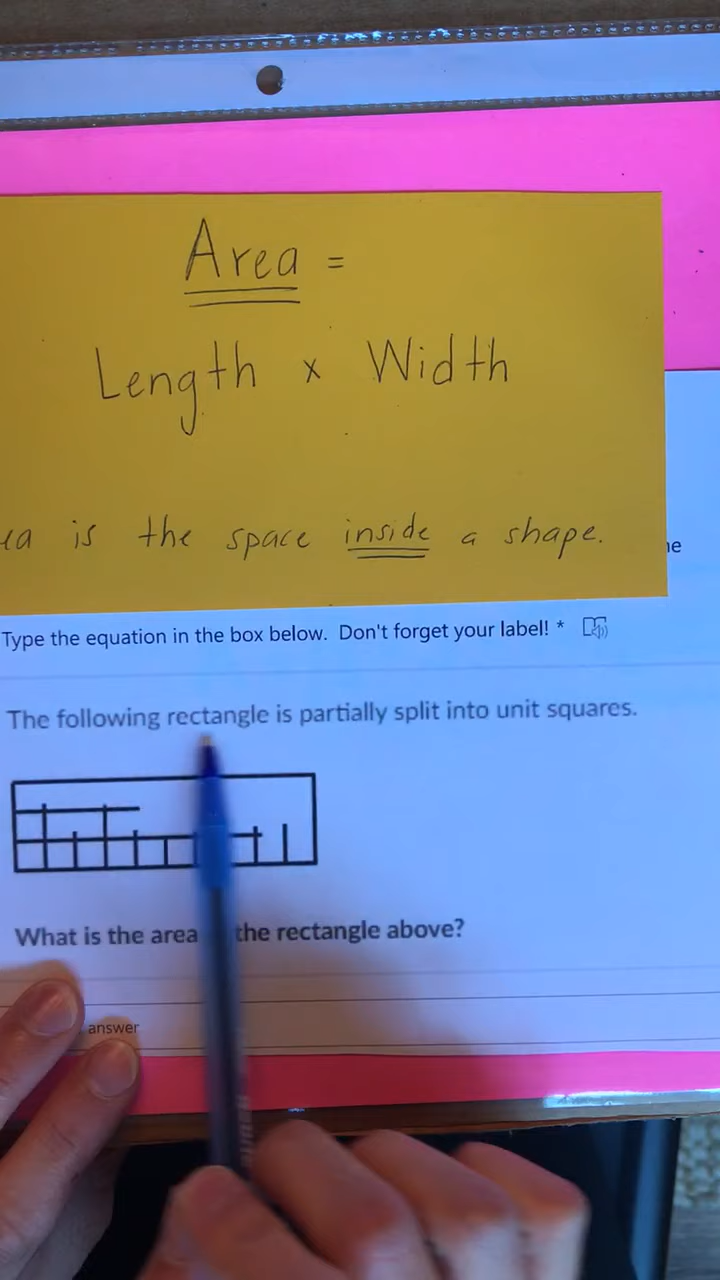 Area =
Length x Width
is the space inside a shape.
Type the equation in the box below. Don't forget your label! *
The following rectangle is partially split into unit squares.
What is the area the rectangle above?
answer